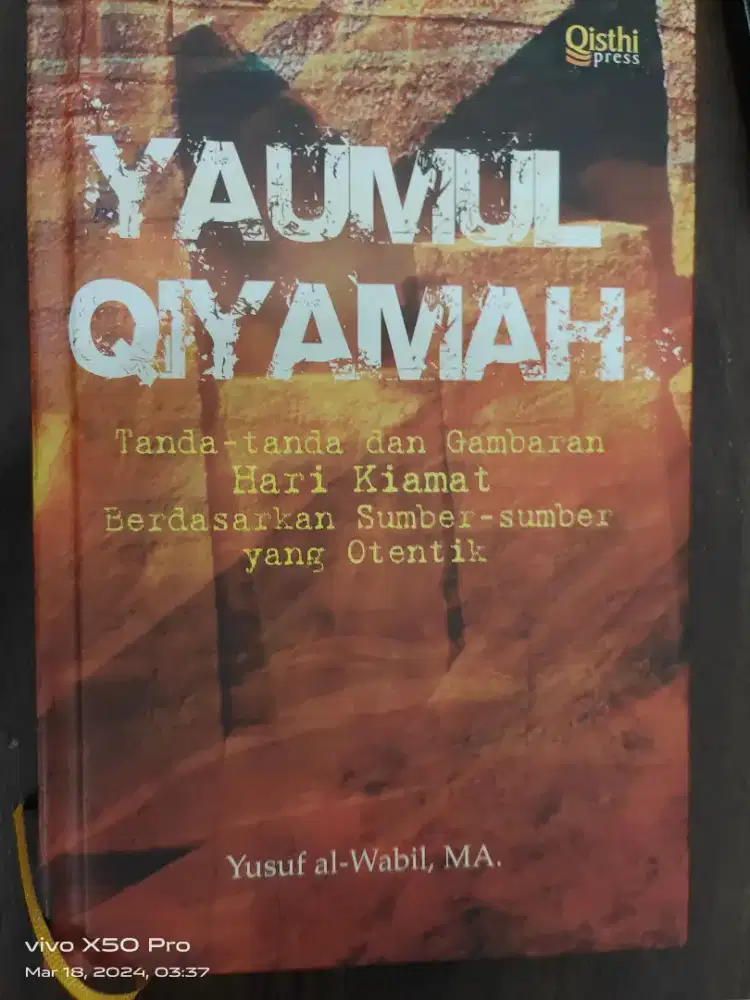 Qisthi
press
YAUMUL
QIYAMAH
Tanda-tanda dan Gambaran
Hari Kiamat
Berdasarkan Sumber-sumber
yang Otentik
Yusuf al-Wabil, MA.
vivo X50 Pro
Mar 18, 2024, 03:37